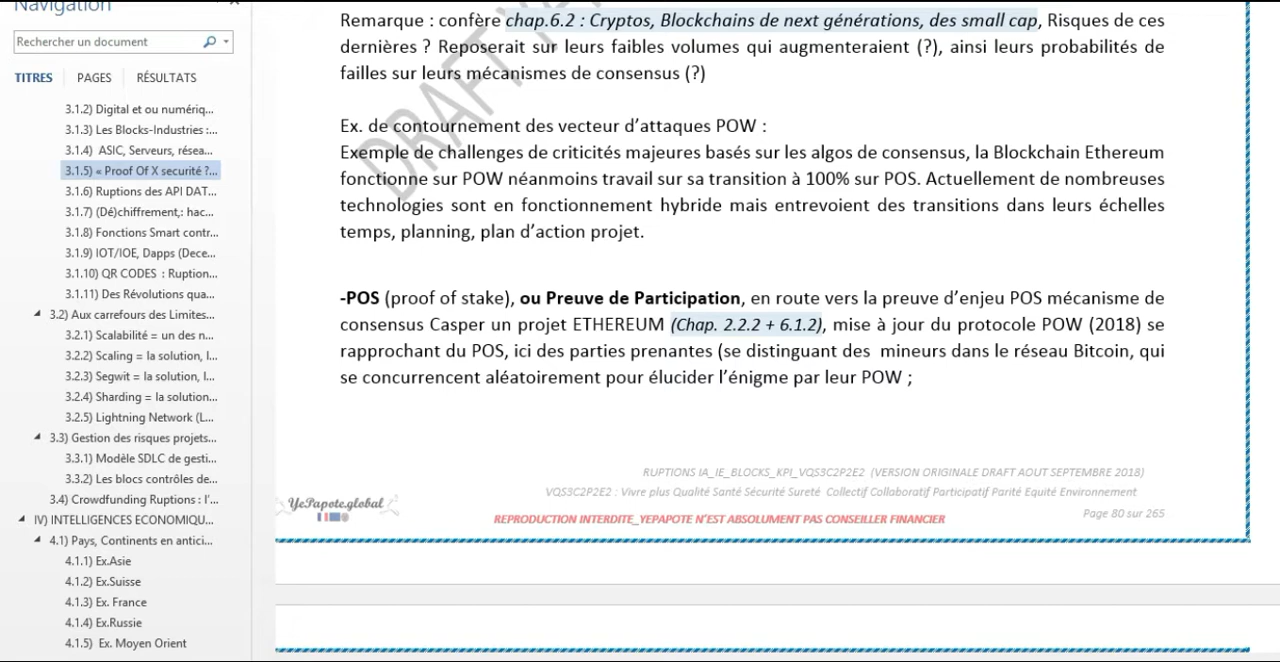 Navigation
Rechercher un document
TITRES PAGES RÉSULTATS
3.1.2) Digital et ou numériq...
3.1.3) Les Blocks-Industries :...
3.1.4) ASIC, Serveurs, résea...
3.1.5) « Proof Of X securité ?...
3.1.6) Ruptions des API DAT...
3.1.7) (Dé)chiffrement,: hac...
3.1.8) Fonctions Smart contr...
3.1.9) IOT/IOE, Dapps (Dece...
3.1.10) QR CODES : Ruption...
3.1.11) Des Révolutions qua...
3.2) Aux carrefours des Limites...
3.2.1) Scalabilité = un des n...
3.2.2) Scaling = la solution, l...
3.2.3) Segwit = la solution, l...
3.2.4) Sharding = la solution...
3.2.5) Lightning Network (L...
3.3) Gestion des risques projets...
3.3.1) Modèle SDLC de gesti...
3.3.2) Les blocs contrôles de...
3.4) Crowdfunding Ruptions : l'...
IV) INTELLIGENCES ECONOMIQU...
4.1) Pays, Continents en antici...
4.1.1) Ex.Asie
4.1.2) Ex.Suisse
4.1.3) Ex. France
4.1.4) Ex.Russie
4.1.5) Ex. Moyen Orient
Remarque : confère chap.6.2 : Cryptos, Blockchains de next générations, des small cap, Risques de ces
dernières ? Reposerait sur leurs faibles volumes qui augmenteraient (?), ainsi leurs probabilités de
failles sur leurs mécanismes de consensus (?)
Ex. de contournement des vecteur d'attaques POW :
Exemple de challenges de criticités majeures basés sur les algos de consensus, la Blockchain Ethereum
fonctionne sur POW néanmoins travail sur sa transition à 100% sur POS. Actuellement de nombreuses
technologies sont en fonctionnement hybride mais entrevoient des transitions dans leurs échelles
temps, planning, plan d'action projet.
-POS (proof of stake), ou Preuve de Participation, en route vers la preuve d'enjeu POS mécanisme de
consensus Casper un projet ETHEREUM (Chap. 2.2.2 + 6.1.2), mise à jour du protocole POW (2018) se
rapprochant du POS, ici des parties prenantes (se distinguant des mineurs dans le réseau Bitcoin, qui
se concurrencent aléatoirement pour élucider l'énigme par leur POW ;
DRAFT
RUPTIONS IA_IE_BLOCKS_KPI_VQS3C2P2E2 (VERSION ORIGINALE DRAFT AOUT SEPTEMBRE 2018)
VQS3C2P2E2 : Vivre plus Qualité Santé Sécurité Sureté Collectif Collaboratif Participatif Parité Equité Environnement
YePapote.global
REPRODUCTION INTERDITE_YEPAPOTE N'EST ABSOLUMENT PAS CONSEILLER FINANCIER
Page 80 sur 265